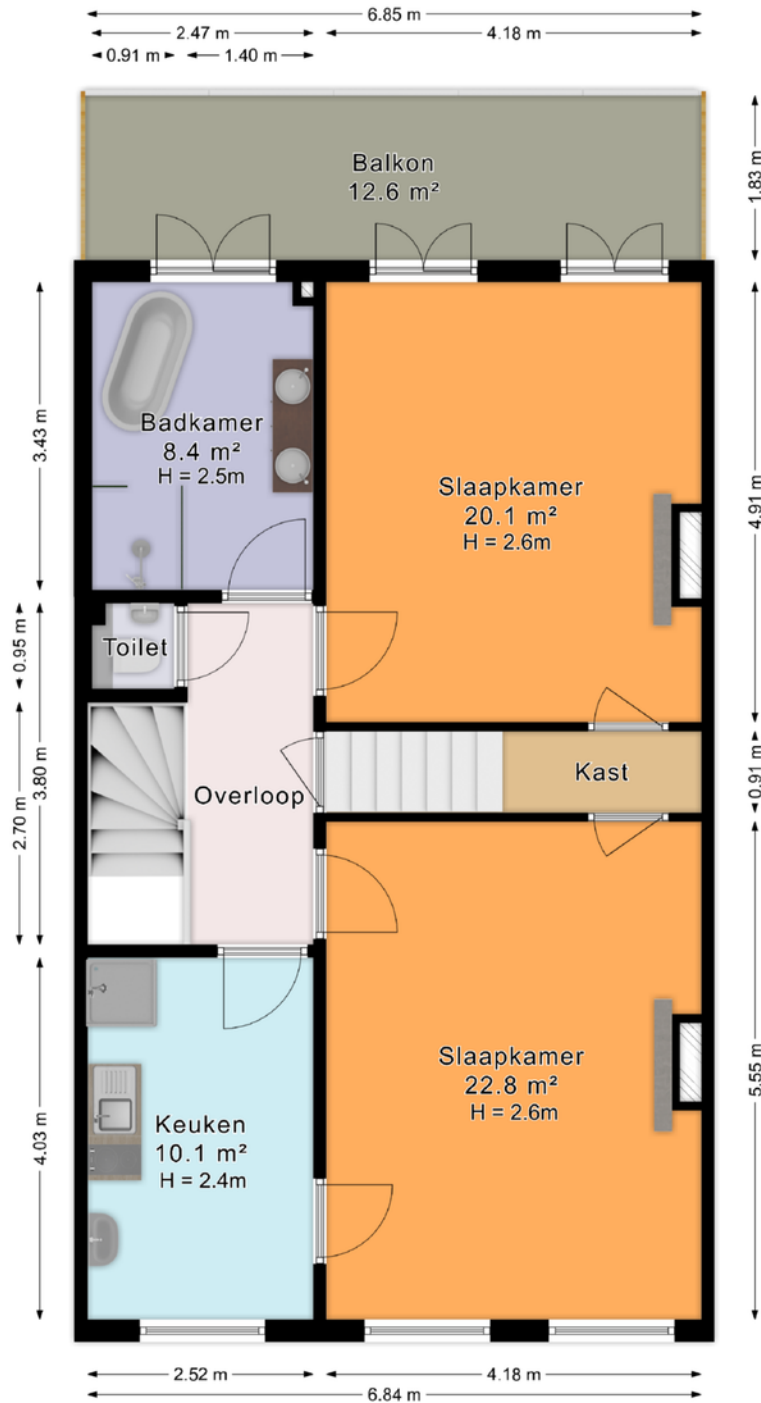 6.85 m
2.47 m
4.18 m
0.91 m
1.40 m
Balkon
12.6 m²
1.83 m
Badkamer
8.4 m²
H = 2.5m
3.43 m
Slaapkamer
20.1 m²
H = 2.6m
4.91 m
Toilet
0.95 m
3.80 m
2.70 m
Overloop
Kast
0.91 m
Slaapkamer
22.8 m²
H = 2.6m
5.55 m
Keuken
10.1 m²
H = 2.4m
4.03 m
2.52 m
4.18 m
6.84 m